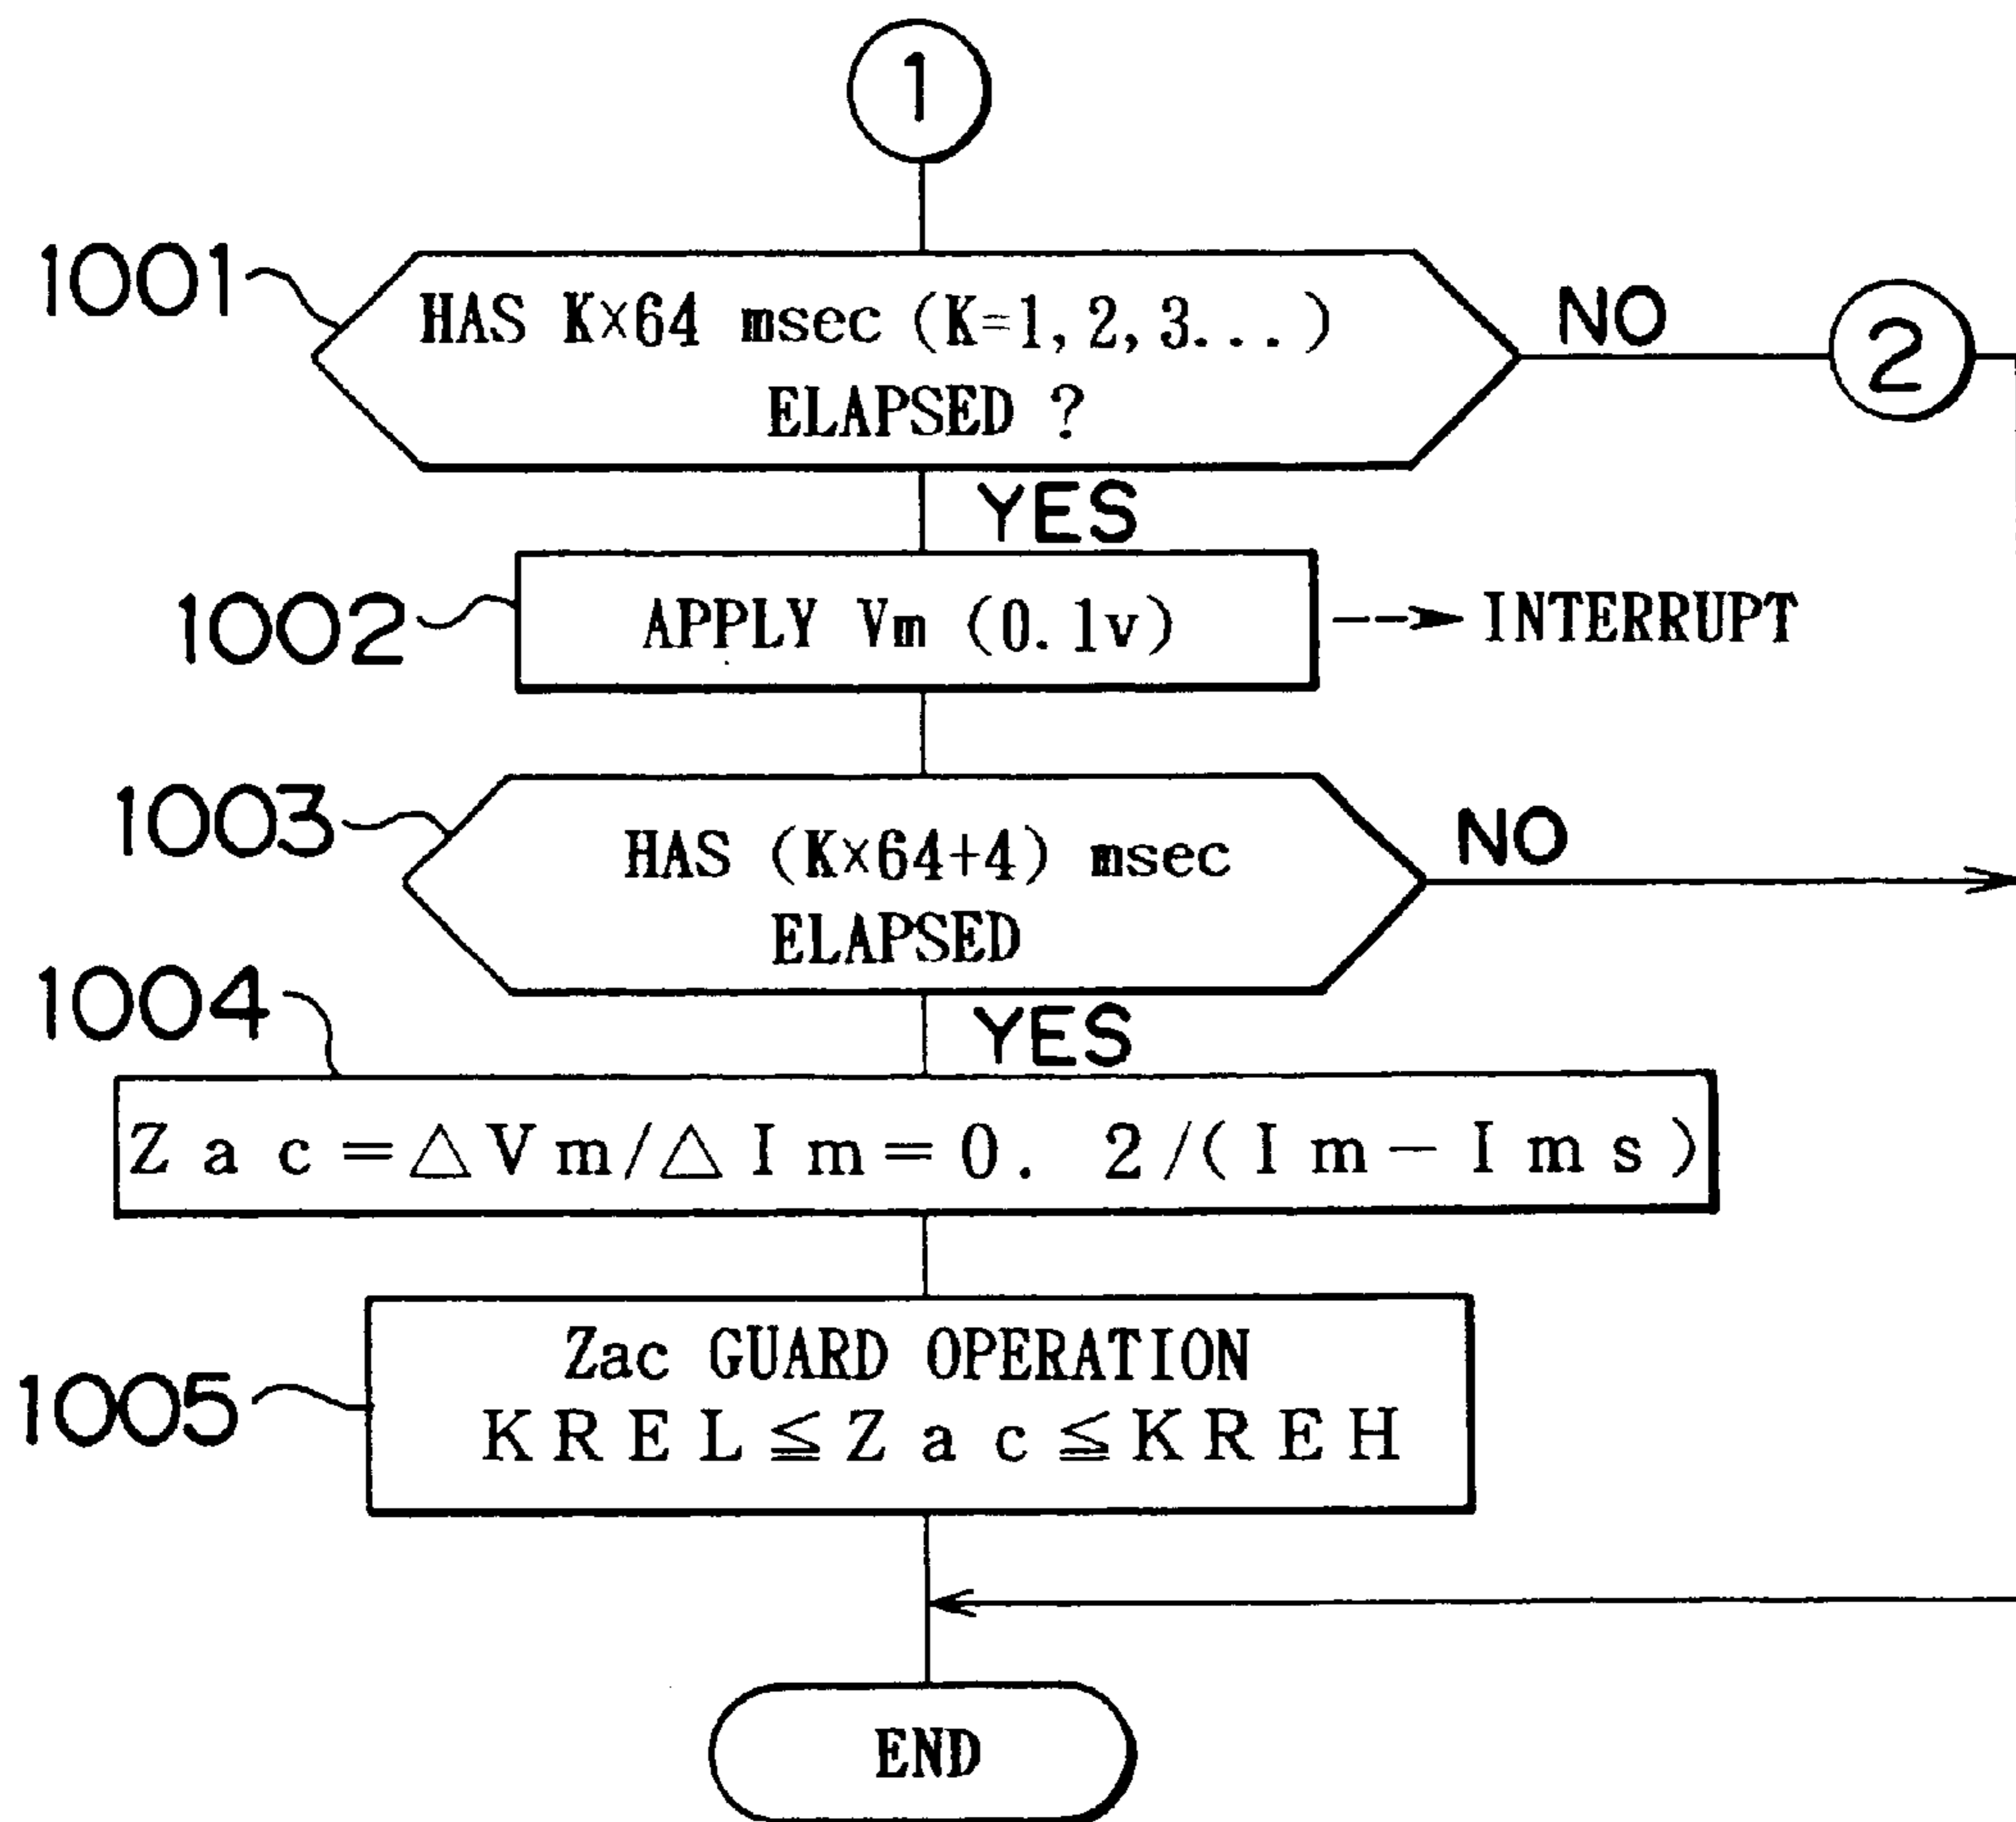 1
1001
HAS K×64 msec (K=1, 2, 3...)
ELAPSED ?
NO
2
YES
1002
APPLY Vm (0.1v)
INTERRUPT
1003
HAS (K×64+4) msec
ELAPSED
NO
1004
YES
Zac=△Vm/△Im=0.2/(Im-Ims)
1005
Zac GUARD OPERATION
KREL≦Zac≦KREH
END